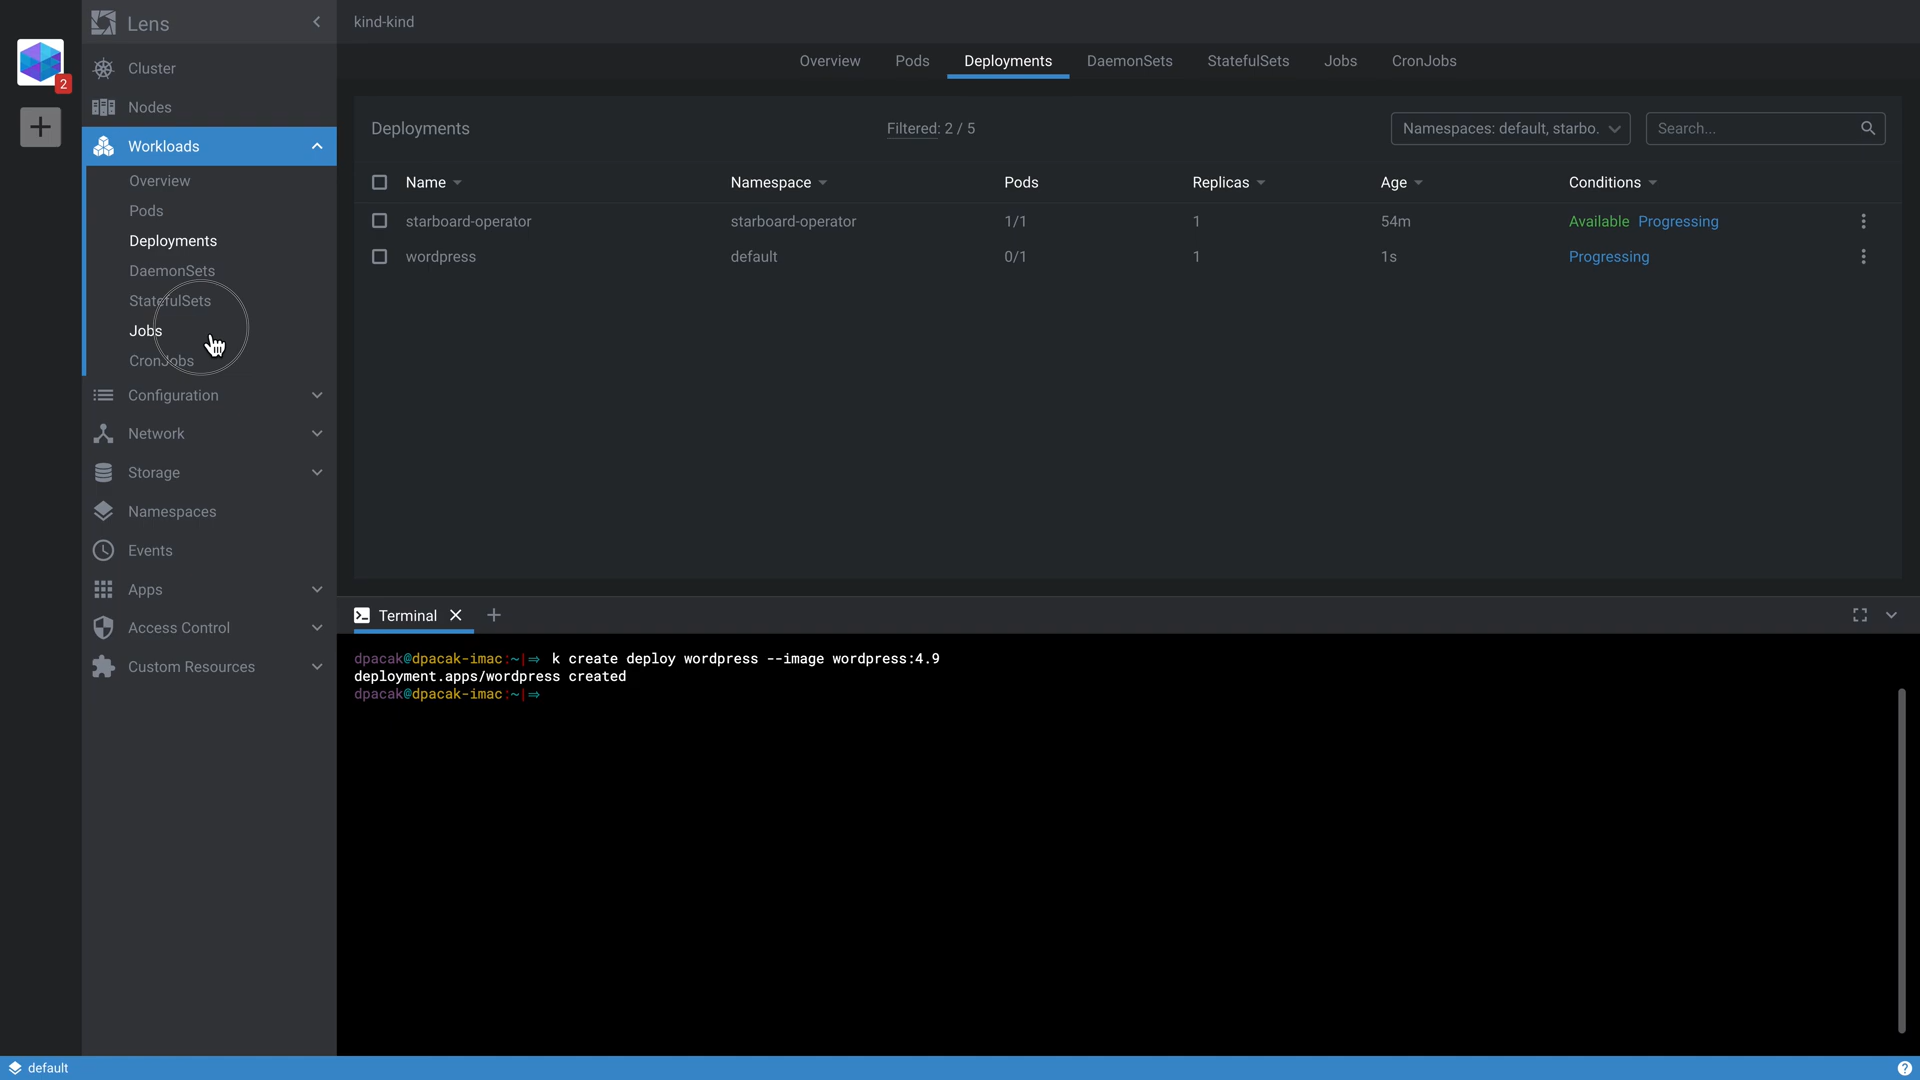 Lens
kind-kind
2
Cluster
Nodes
Workloads
Overview
Pods
Deployments
DaemonSets
StatefulSets
Jobs
CronJobs
Configuration
Network
Storage
Namespaces
Events
Apps
Access Control
Custom Resources
Overview Pods Deployments DaemonSets StatefulSets Jobs CronJobs
Deployments Filtered: 2 / 5 Namespaces: default, starbo. Search...
Name Namespace Pods Replicas Age Conditions
starboard-operator starboard-operator 1/1 1 54m Available Progressing
wordpress default 0/1 1 1s Progressing
Terminal
dpacak@dpacak-imac:~|⇒ k create deploy wordpress --image wordpress:4.9
deployment.apps/wordpress created
dpacak@dpacak-imac:~|⇒
default